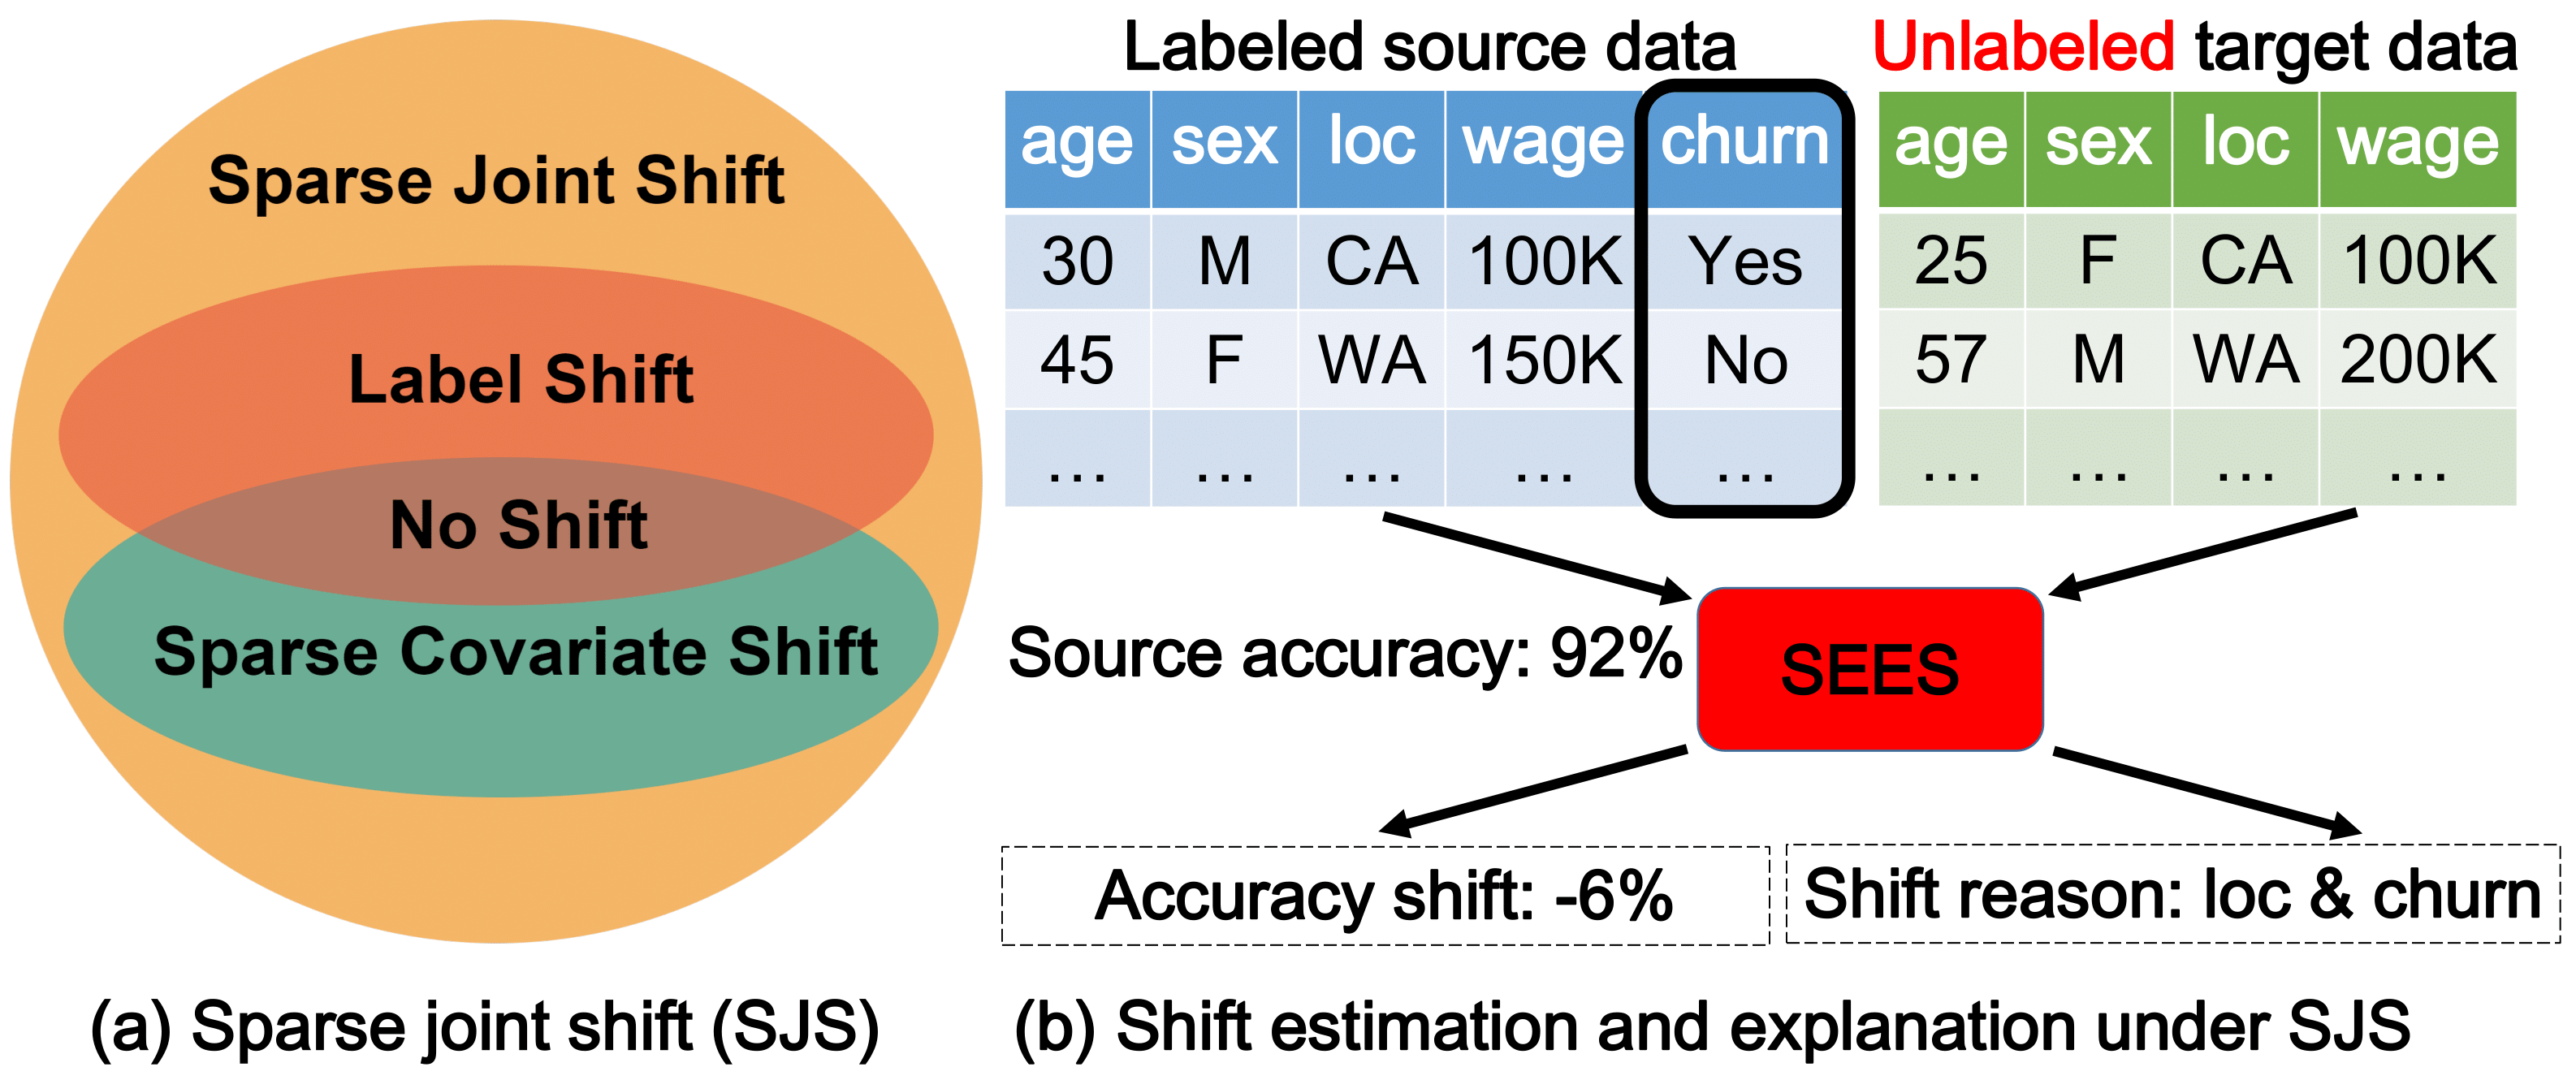 Sparse Joint Shift
Label Shift
No Shift
Sparse Covariate Shift
(a) Sparse joint shift (SJS)
Labeled source data
age sex loc wage churn
30 M CA 100K Yes
45 F WA 150K No
... ... ... ... ...
Unlabeled target data
age sex loc wage
25 F CA 100K
57 M WA 200K
... ... ... ...
Source accuracy: 92%
SEES
Accuracy shift: -6%
Shift reason: loc & churn
(b) Shift estimation and explanation under SJS